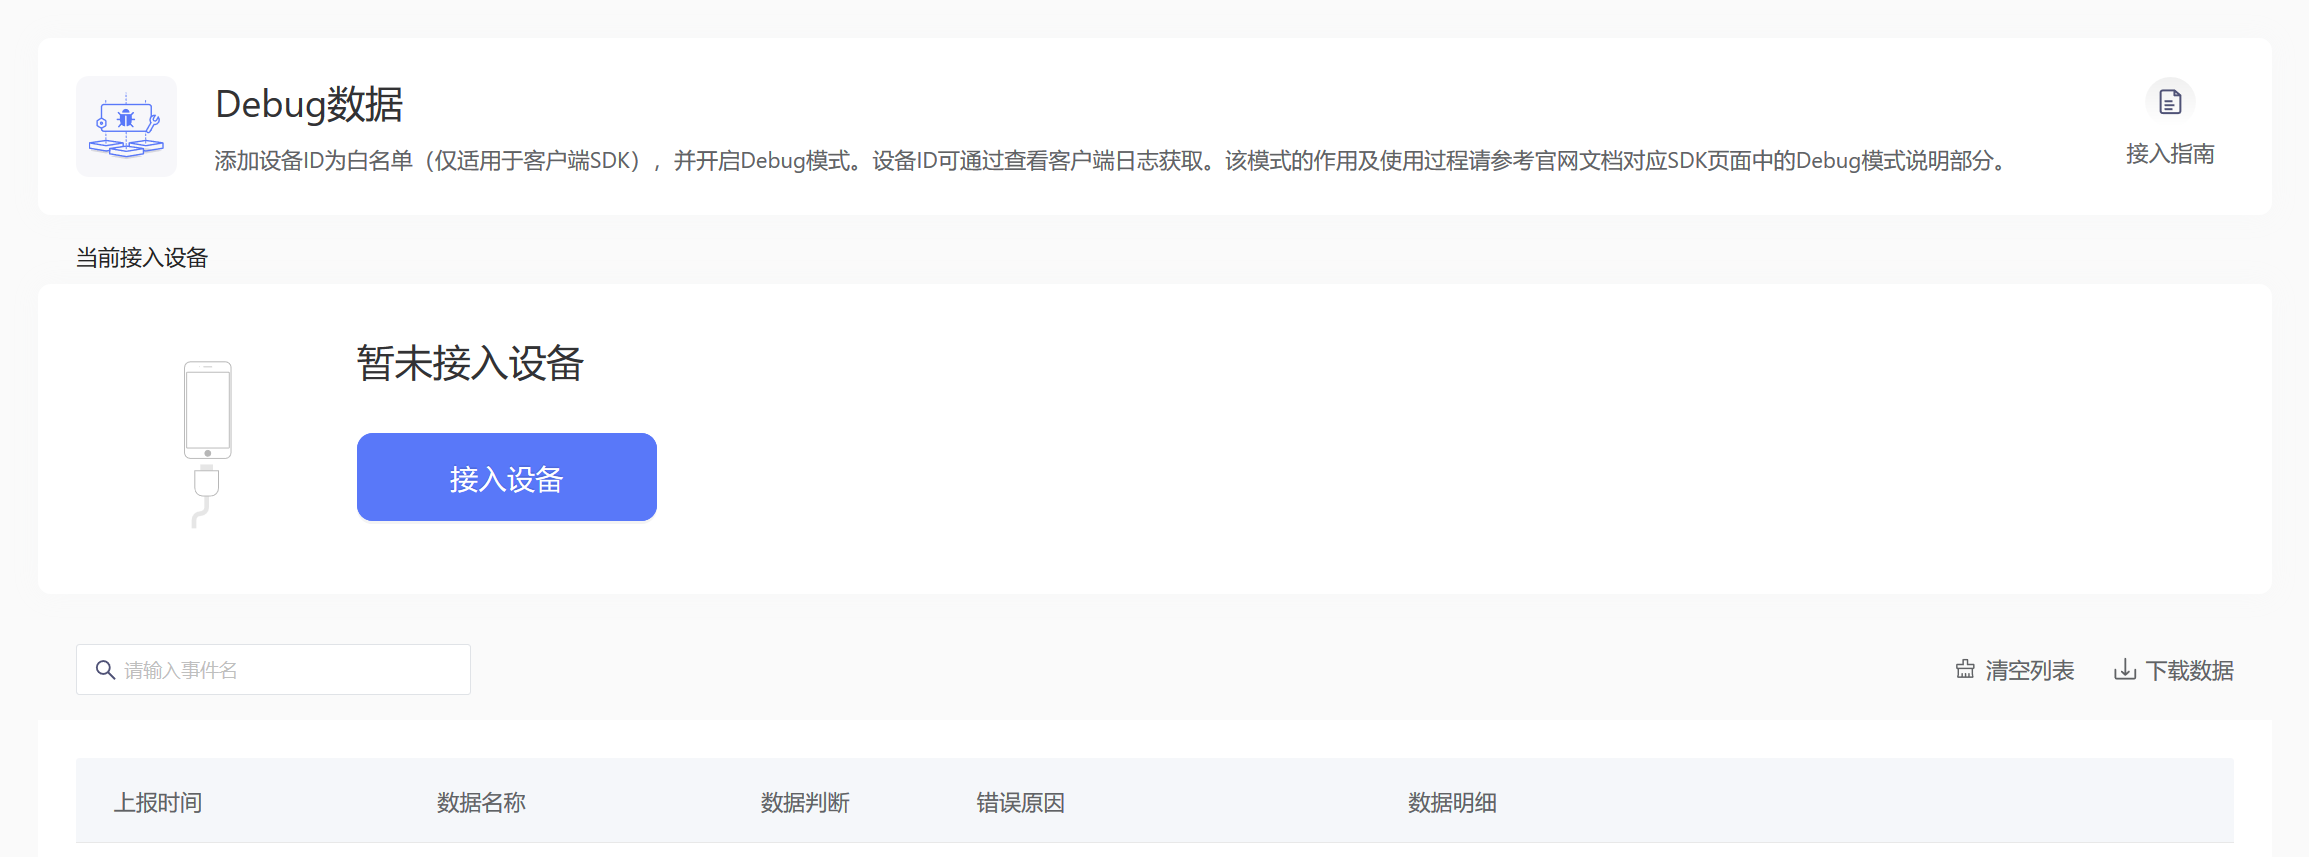 Debug数据
添加设备ID为白名单（仅适用于客户端SDK），并开启Debug模式。设备ID可通过查看客户端日志获取。该模式的作用及使用过程请参考官网文档对应SDK页面中的Debug模式说明部分。
接入指南
当前接入设备
暂未接入设备
接入设备
请输入事件名
清空列表
下载数据
上报时间 数据名称 数据判断 错误原因 数据明细